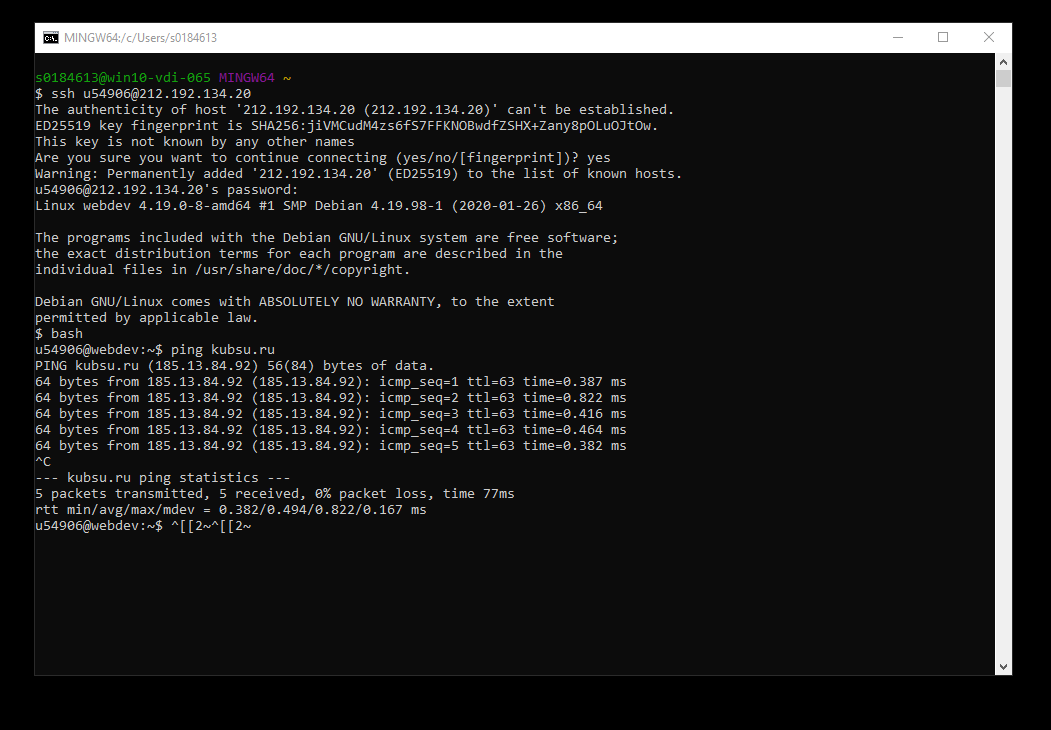 MINGW64:/c/Users/s0184613
s0184613@win10-vdi-065 MINGW64 ~
$ ssh u54906@212.192.134.20
The authenticity of host '212.192.134.20 (212.192.134.20)' can't be established.
ED25519 key fingerprint is SHA256:jiVMCudM4zs6fS7FFKNOBwdfZSHX+Zany8pOLuOJtOw.
This key is not known by any other names
Are you sure you want to continue connecting (yes/no/[fingerprint])? yes
Warning: Permanently added '212.192.134.20' (ED25519) to the list of known hosts.
u54906@212.192.134.20's password:
Linux webdev 4.19.0-8-amd64 #1 SMP Debian 4.19.98-1 (2020-01-26) x86_64
The programs included with the Debian GNU/Linux system are free software;
the exact distribution terms for each program are described in the
individual files in /usr/share/doc/*/copyright.
Debian GNU/Linux comes with ABSOLUTELY NO WARRANTY, to the extent
permitted by applicable law.
$ bash
u54906@webdev:~$ ping kubsu.ru
PING kubsu.ru (185.13.84.92) 56(84) bytes of data.
64 bytes from 185.13.84.92 (185.13.84.92): icmp_seq=1 ttl=63 time=0.387 ms
64 bytes from 185.13.84.92 (185.13.84.92): icmp_seq=2 ttl=63 time=0.822 ms
64 bytes from 185.13.84.92 (185.13.84.92): icmp_seq=3 ttl=63 time=0.416 ms
64 bytes from 185.13.84.92 (185.13.84.92): icmp_seq=4 ttl=63 time=0.464 ms
64 bytes from 185.13.84.92 (185.13.84.92): icmp_seq=5 ttl=63 time=0.382 ms
^C
--- kubsu.ru ping statistics ---
5 packets transmitted, 5 received, 0% packet loss, time 77ms
rtt min/avg/max/mdev = 0.382/0.494/0.822/0.167 ms
u54906@webdev:~$ ^[[2~^[[2~